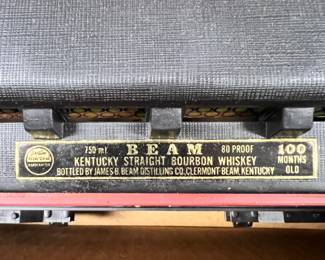 750 ml BEAM 80 PROOF 100
KENTUCKY STRAIGHT BOURBON WHISKEY MONTHS
BOTTLED BY JAMES B. BEAM DISTILLING CO., CLERMONT-BEAM, KENTUCKY OLD